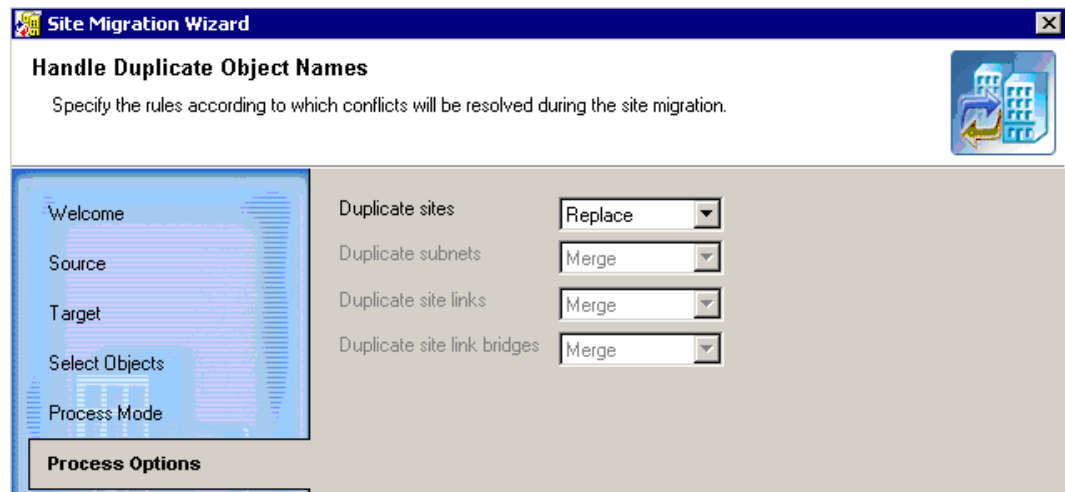 Site Migration Wizard
Handle Duplicate Object Names
Specify the rules according to which conflicts will be resolved during the site migration.
Welcome
Source
Target
Select Objects
Process Mode
Process Options
Duplicate sites Replace
Duplicate subnets Merge
Duplicate site links Merge
Duplicate site link bridges Merge